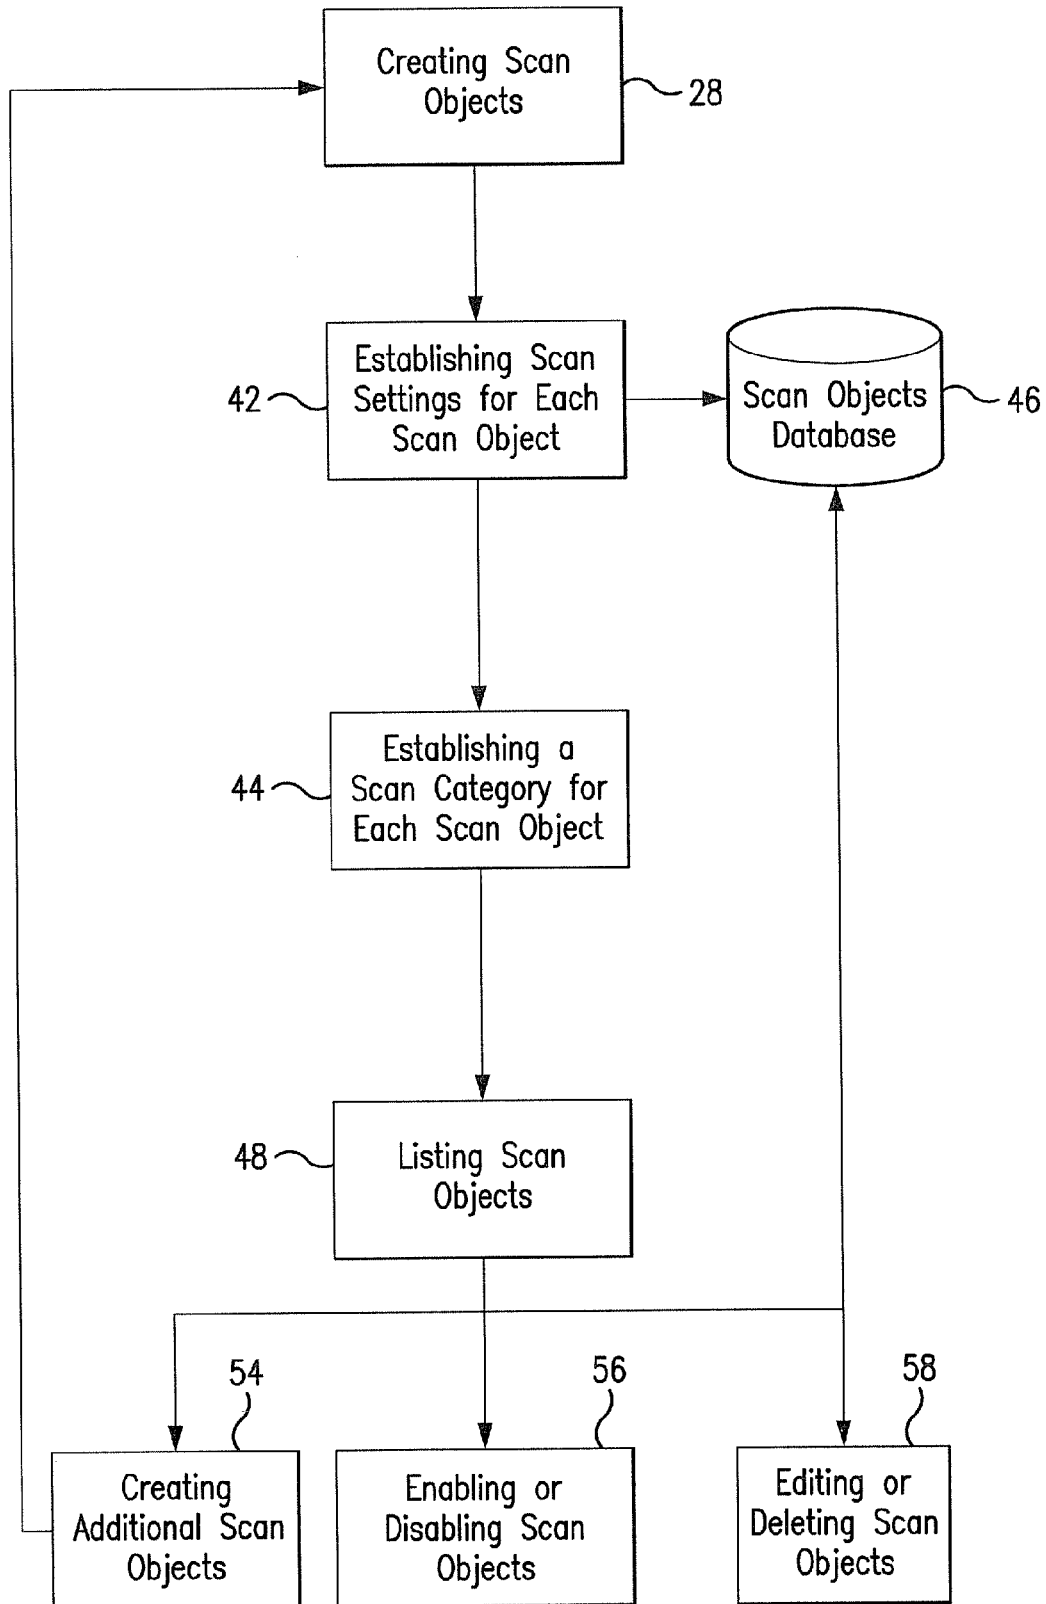 Creating Scan
Objects
28
Establishing Scan
Settings for Each
Scan Object
42
Scan Objects
Database
46
Establishing a
Scan Category for
Each Scan Object
44
Listing Scan
Objects
48
54
56
58
Creating
Additional Scan
Objects
Enabling or
Disabling Scan
Objects
Editing or
Deleting Scan
Objects